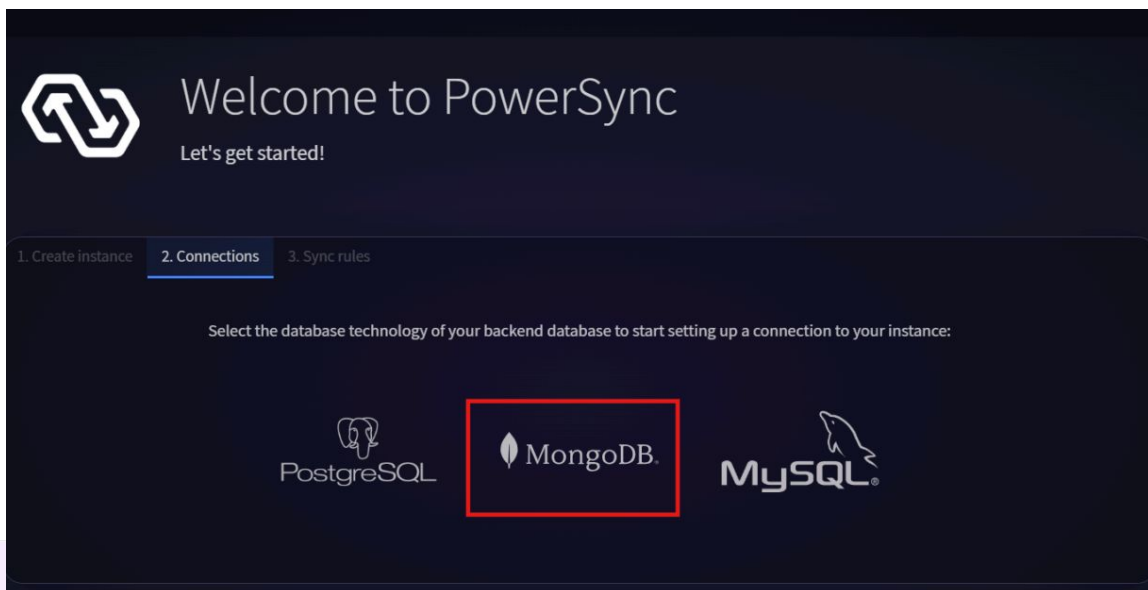 Welcome to PowerSync
Let's get started!
1. Create instance 2. Connections 3. Sync rules
Select the database technology of your backend database to start setting up a connection to your instance:
PostgreSQL MongoDB. MySQL®